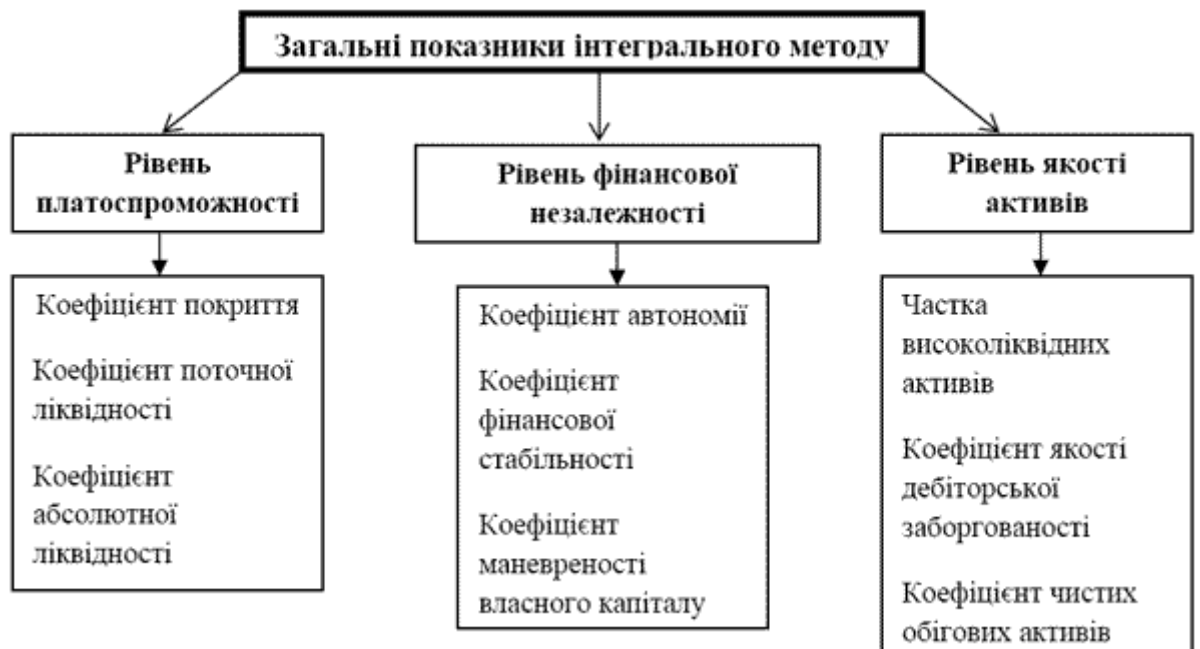 Загальні показники інтегрального методу
Рівень
платоспроможності
Рівень фінансової
незалежності
Рівень якості
активів
Коефіцієнт покриття
Коефіцієнт поточної
ліквідності
Коефіцієнт
абсолютної
ліквідності
Коефіцієнт автономії
Коефіцієнт
фінансової
стабільності
Коефіцієнт
маневреності
власного капіталу
Частка
високоліквідних
активів
Коефіцієнт якості
дебіторської
заборгованості
Коефіцієнт чистих
обігових активів